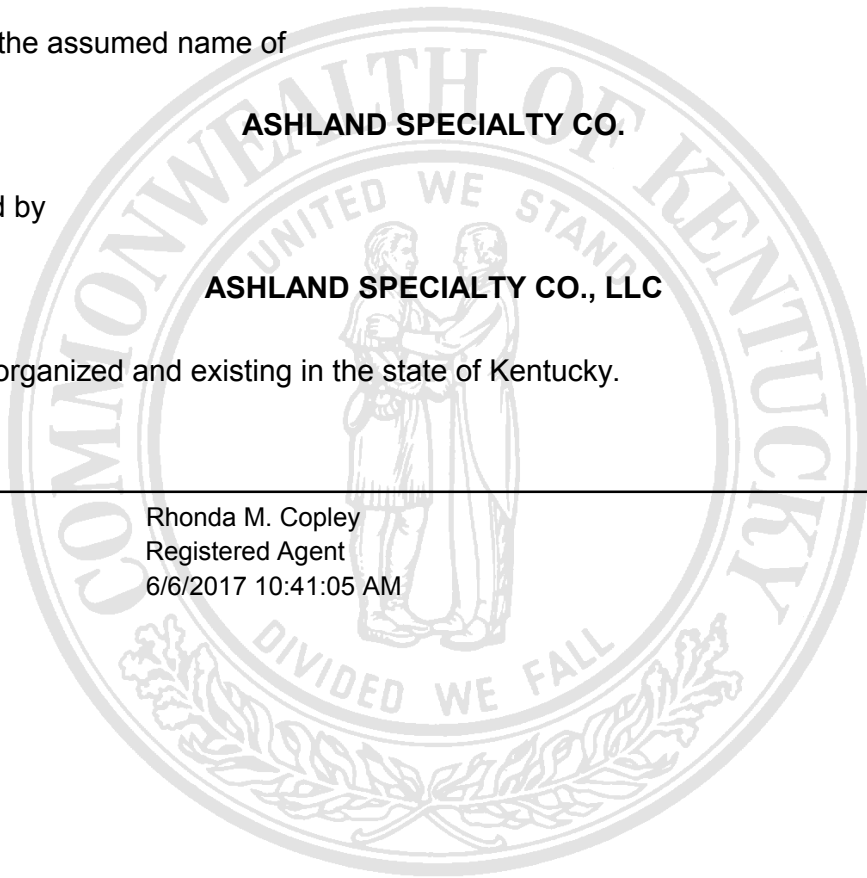 the assumed name of
ASHLAND SPECIALTY CO.
d by
ASHLAND SPECIALTY CO., LLC
organized and existing in the state of Kentucky.
Rhonda M. Copley
Registered Agent
6/6/2017 10:41:05 AM
COMMONWEALTH OF KENTUCKY
UNITED WE STAND
DIVIDED WE FALL